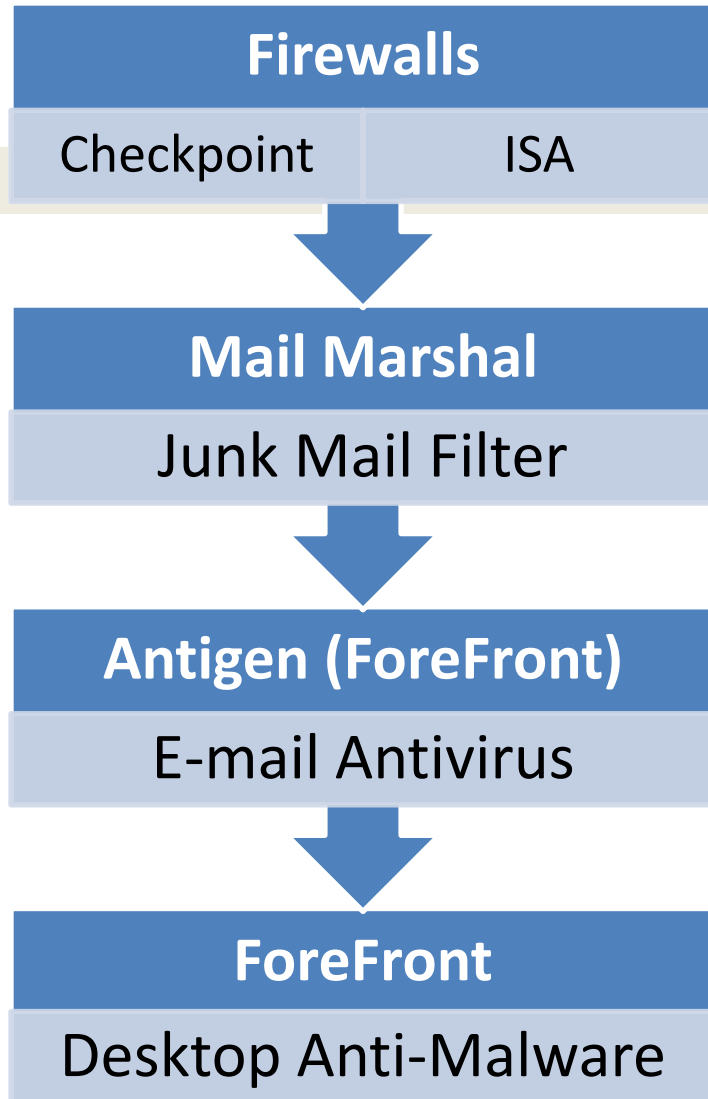 Firewalls
Checkpoint ISA
Mail Marshal
Junk Mail Filter
Antigen (ForeFront)
E-mail Antivirus
ForeFront
Desktop Anti-Malware